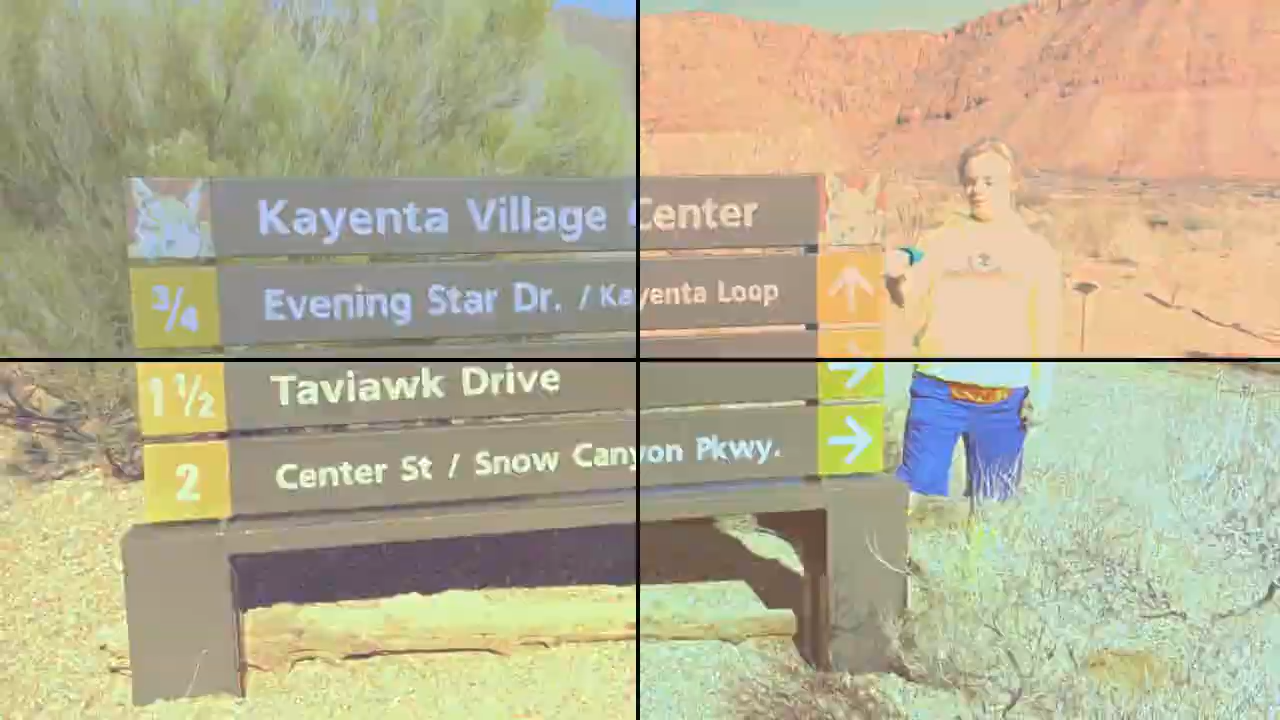 Kayenta Village Center
3/4 Evening Star Dr. / Kayenta Loop
1 1/2 Taviawk Drive
2 Center St / Snow Canyon Pkwy.